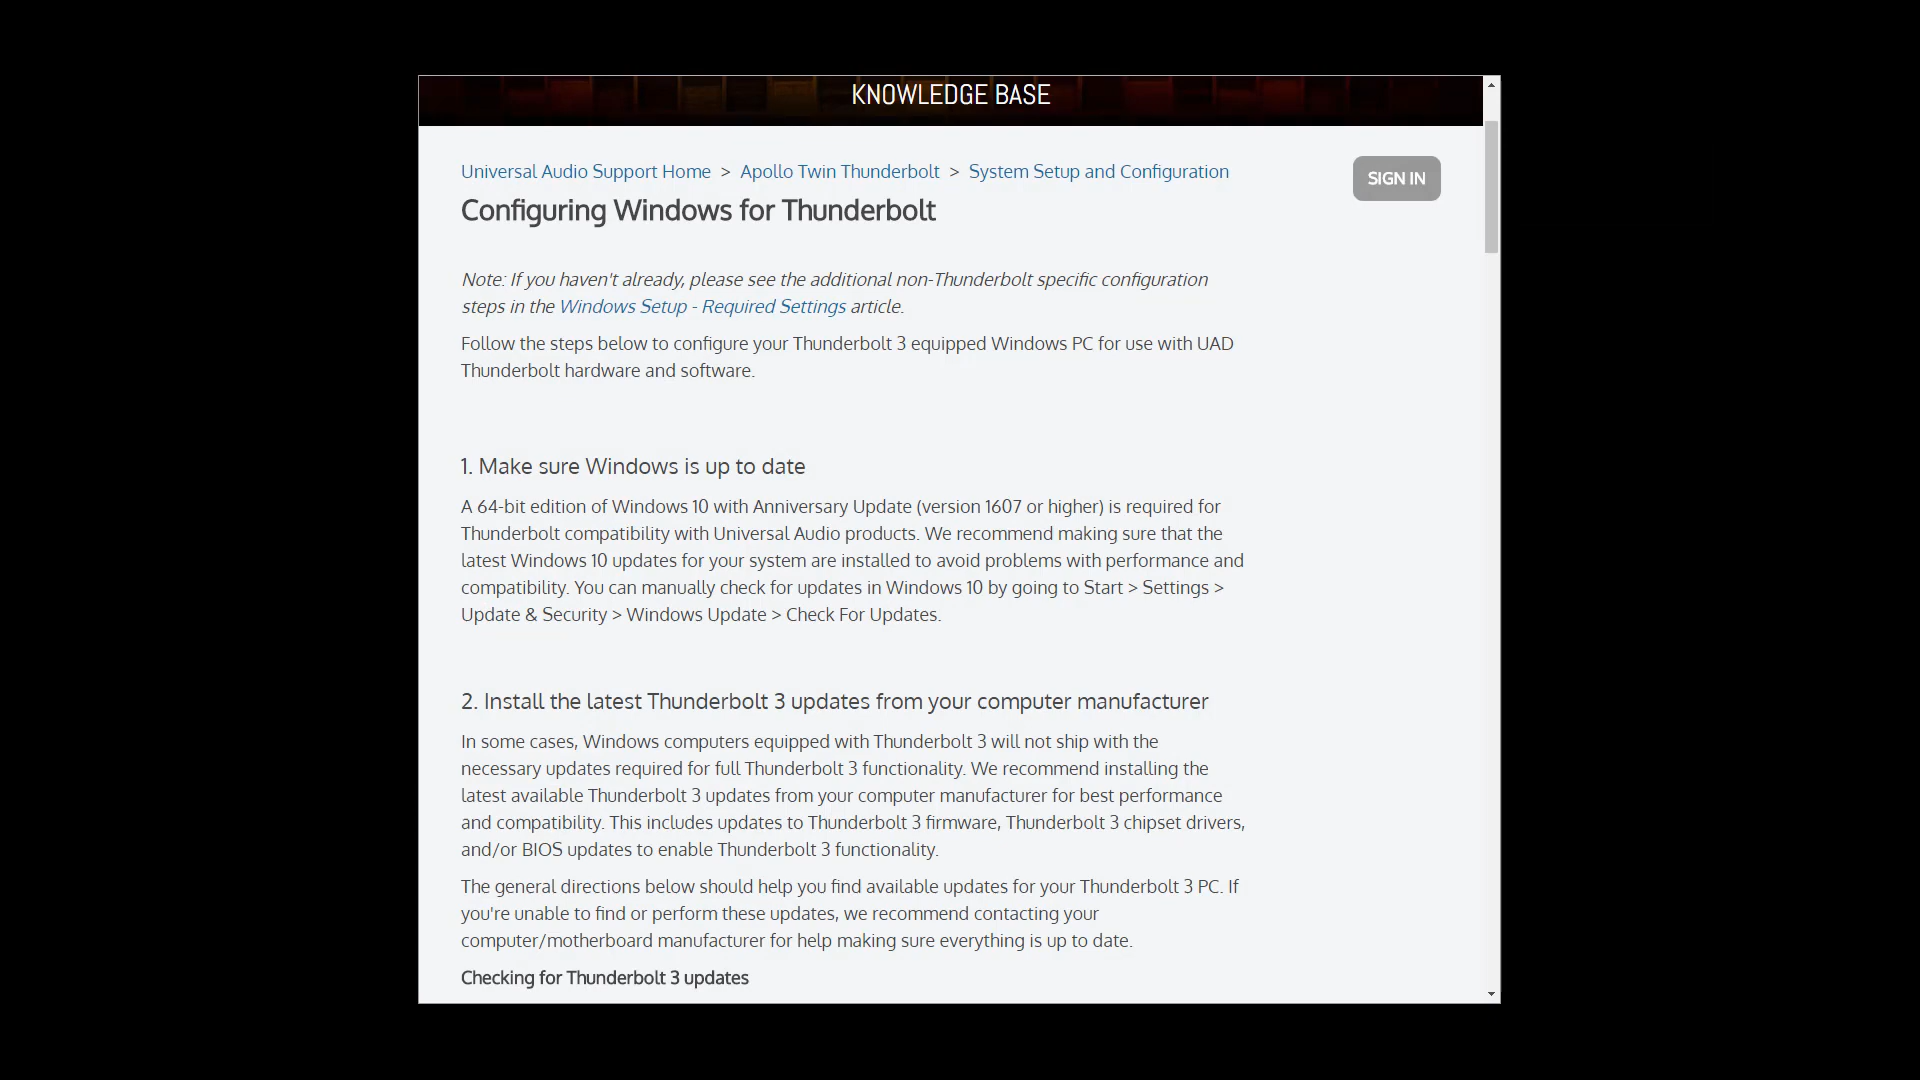 KNOWLEDGE BASE
Universal Audio Support Home > Apollo Twin Thunderbolt > System Setup and Configuration
SIGN IN
Configuring Windows for Thunderbolt
Note: If you haven't already, please see the additional non-Thunderbolt specific configuration
steps in the Windows Setup - Required Settings article.
Follow the steps below to configure your Thunderbolt 3 equipped Windows PC for use with UAD
Thunderbolt hardware and software.
1. Make sure Windows is up to date
A 64-bit edition of Windows 10 with Anniversary Update (version 1607 or higher) is required for
Thunderbolt compatibility with Universal Audio products. We recommend making sure that the
latest Windows 10 updates for your system are installed to avoid problems with performance and
compatibility. You can manually check for updates in Windows 10 by going to Start > Settings >
Update & Security > Windows Update > Check For Updates.
2. Install the latest Thunderbolt 3 updates from your computer manufacturer
In some cases, Windows computers equipped with Thunderbolt 3 will not ship with the
necessary updates required for full Thunderbolt 3 functionality. We recommend installing the
latest available Thunderbolt 3 updates from your computer manufacturer for best performance
and compatibility. This includes updates to Thunderbolt 3 firmware, Thunderbolt 3 chipset drivers,
and/or BIOS updates to enable Thunderbolt 3 functionality.
The general directions below should help you find available updates for your Thunderbolt 3 PC. If
you're unable to find or perform these updates, we recommend contacting your
computer/motherboard manufacturer for help making sure everything is up to date.
Checking for Thunderbolt 3 updates